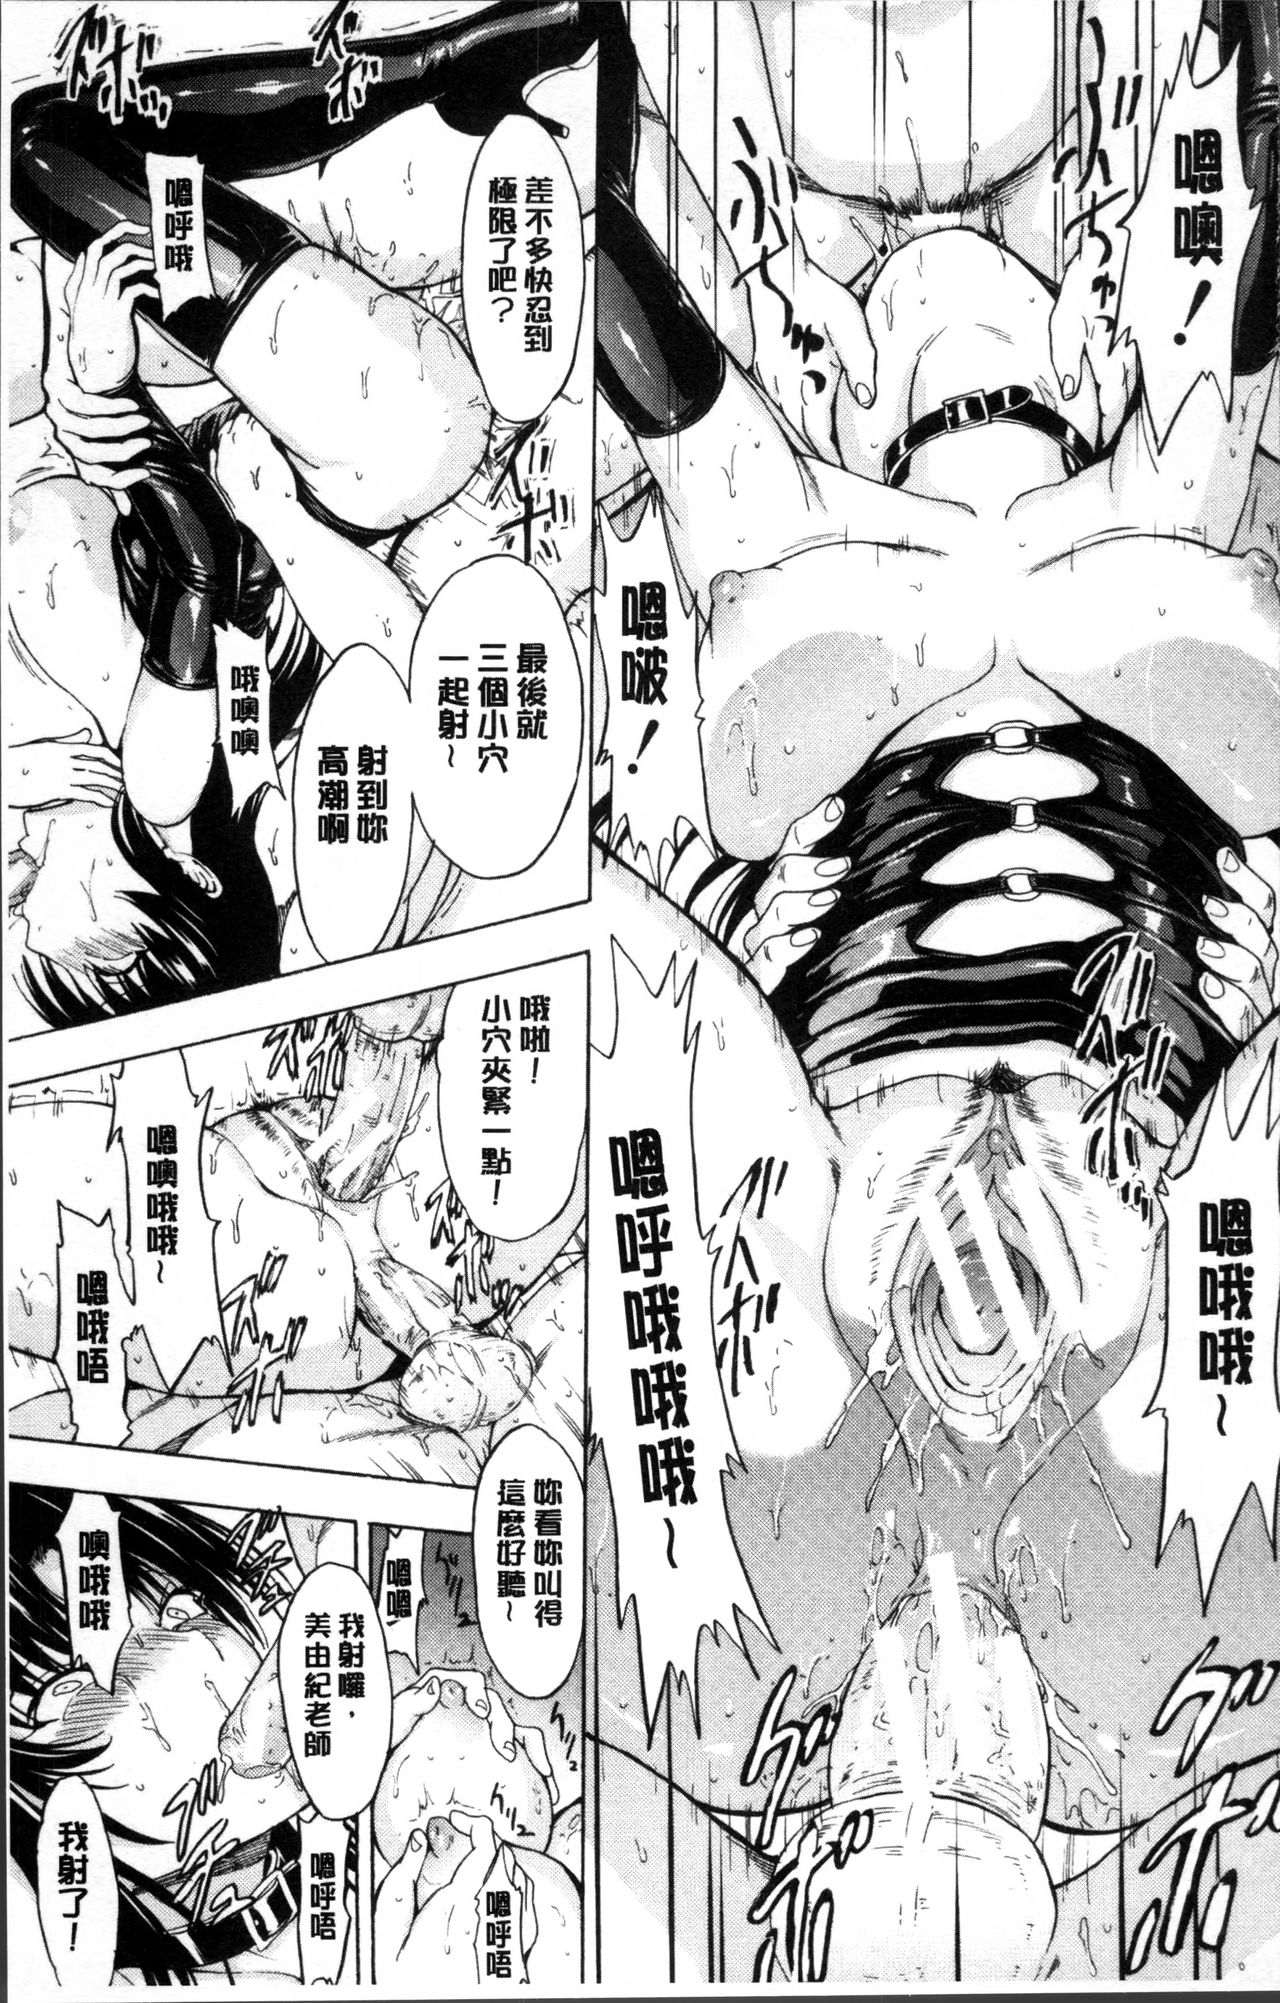 嗯噢！
嗯啵！
嗯呼哦哦哦哦~
嗯哦哦~
差不多快忍到
極限了吧？
嗯呼哦
最後就
三個小穴
一起射~
射到妳
高潮啊
哦噢噢
哦啦！
小穴夾緊一點！
嗯噢哦哦~
嗯哦唔
妳看妳叫得
這麼好聽~
嗯嗯
嗯呼唔
我射囉，
美由紀老師
噢哦哦
嗯呼唔
我射了！